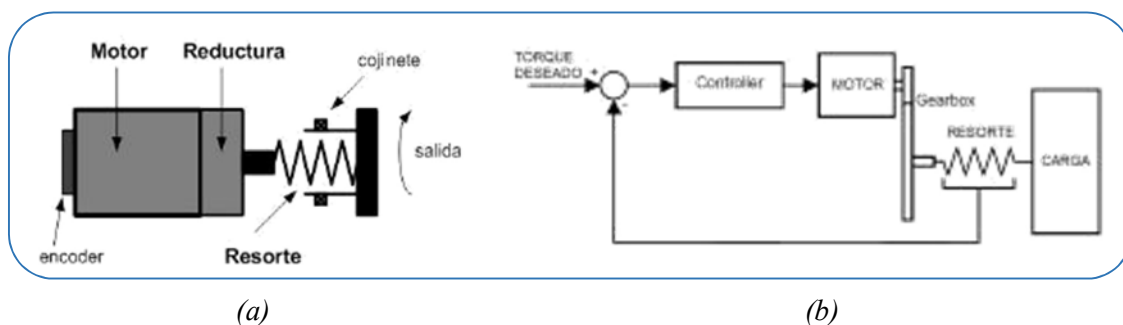 Motor
Reductura
cojinete
salida
encoder
Resorte
TORQUE
DESEADO
+
-
Controller
MOTOR
Gearbox
RESORTE
CARGA
(a)
(b)